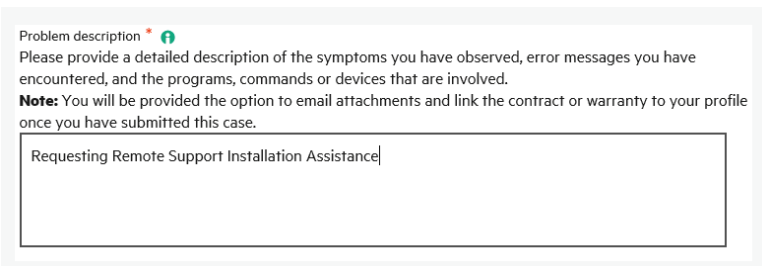 Problem description *
Please provide a detailed description of the symptoms you have observed, error messages you have
encountered, and the programs, commands or devices that are involved.
Note: You will be provided the option to email attachments and link the contract or warranty to your profile
once you have submitted this case.
Requesting Remote Support Installation Assistance